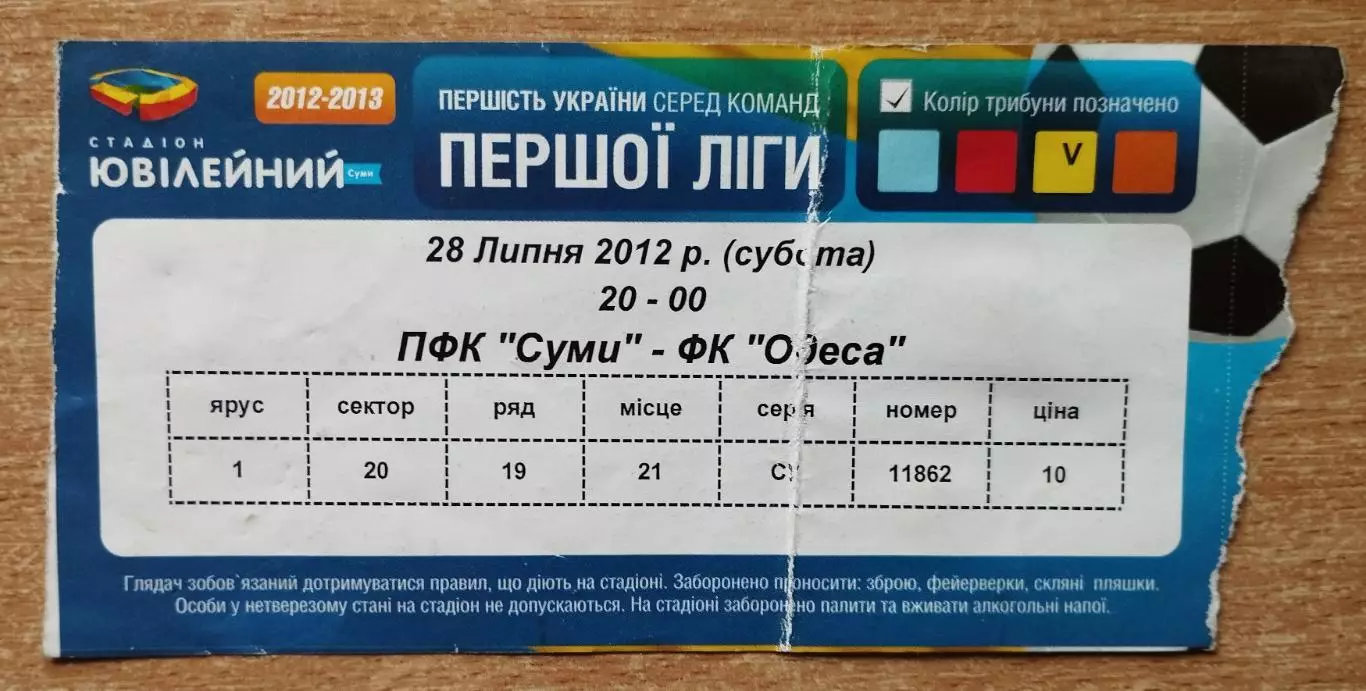 2012-2013
СТАДІОН
ЮВІЛЕЙНИЙ Суми
ПЕРШІСТЬ УКРАЇНИ СЕРЕД КОМАНД
ПЕРШОЇ ЛІГИ
Колір трибуни позначено
V
28 Липня 2012 р. (субота)
20 - 00
ПФК "Суми" - ФК "Одеса"
ярус сектор ряд місце серія номер ціна
1 20 19 21 СУ 11862 10
Глядач зобов`язаний дотримуватися правил, що діють на стадіоні. Заборонено проносити: зброю, фейерверки, скляні пляшки.
Особи у нетверезому стані на стадіон не допускаються. На стадіоні заборонено палити та вживати алкогольні напої.